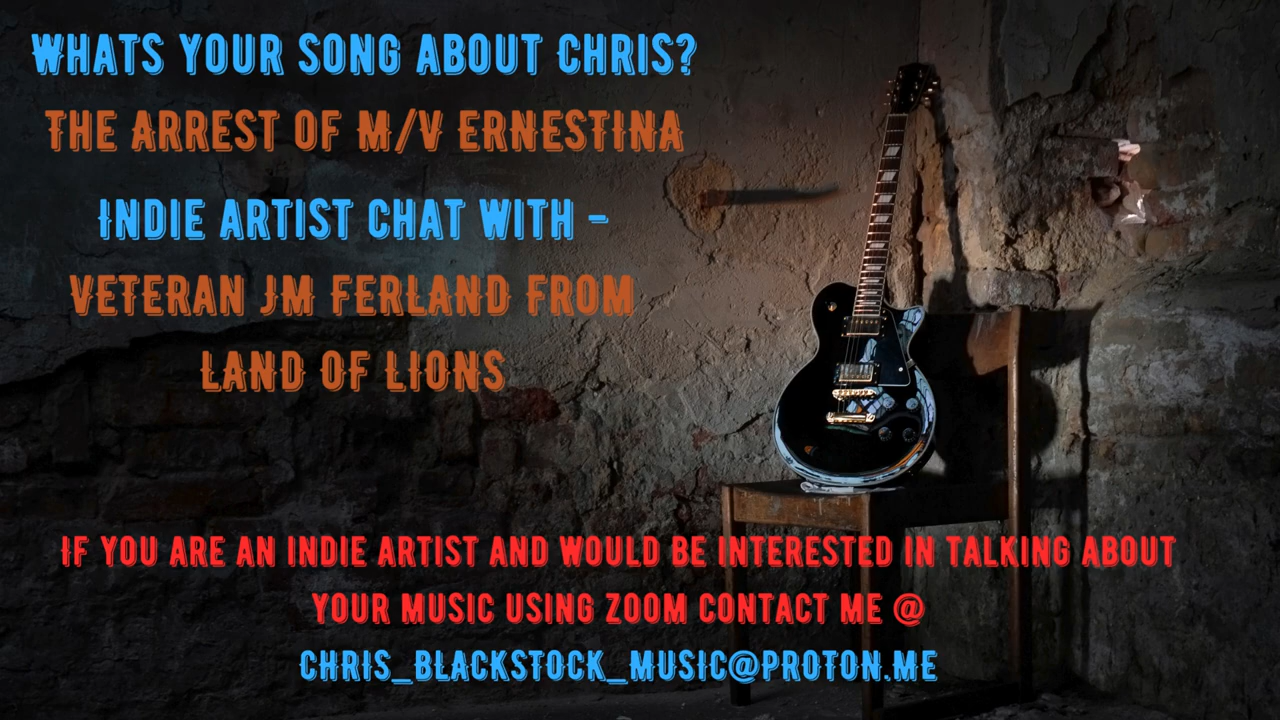 Whats your song about Chris?
The Arrest of M/V Ernestina
Indie artist chat with -
Veteran JM Ferland from
Land of Lions
If you are an indie artist and would be interested in talking about
your music using zoom contact me @
chris_blackstock_music@proton.me